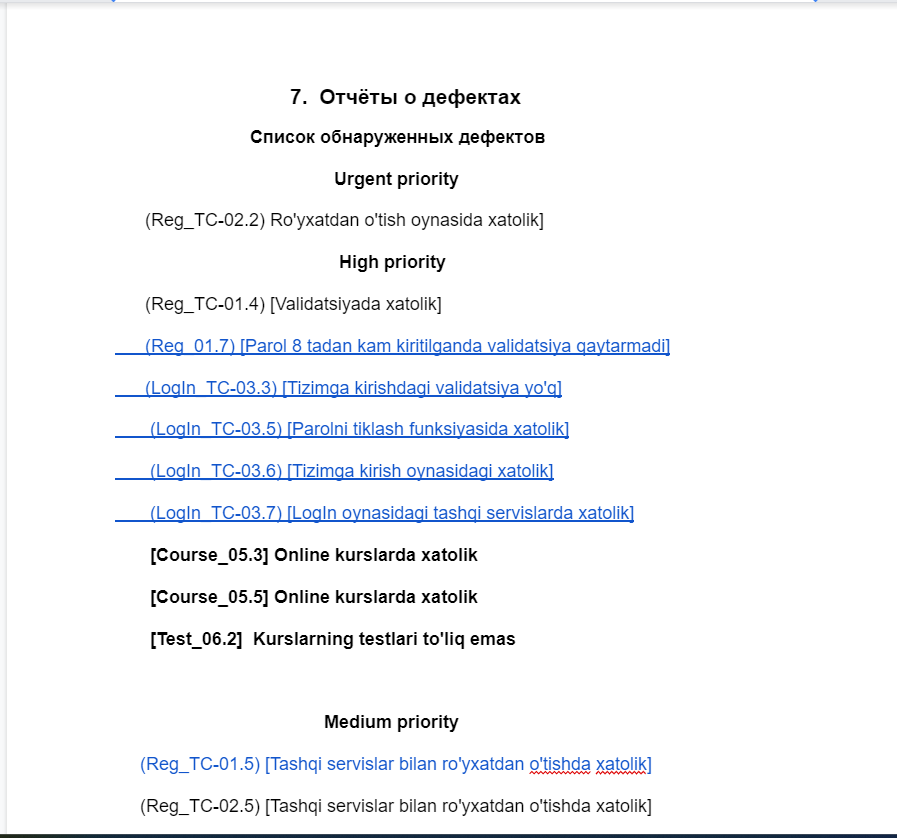 7. Отчёты о дефектах
Список обнаруженных дефектов
Urgent priority
(Reg_TC-02.2) Ro'yxatdan o'tish oynasida xatolik]
High priority
(Reg_TC-01.4) [Validatsiyada xatolik]
(Reg_01.7) [Parol 8 tadan kam kiritilganda validatsiya qaytarmadi]
(LogIn_TC-03.3) [Tizimga kirishdagi validatsiya yo'q]
(LogIn_TC-03.5) [Parolni tiklash funksiyasida xatolik]
(LogIn_TC-03.6) [Tizimga kirish oynasidagi xatolik]
(LogIn_TC-03.7) [LogIn oynasidagi tashqi servislarda xatolik]
[Course_05.3] Online kurslarda xatolik
[Course_05.5] Online kurslarda xatolik
[Test_06.2] Kurslarning testlari to'liq emas
Medium priority
(Reg_TC-01.5) [Tashqi servislar bilan ro'yxatdan o'tishda xatolik]
(Reg_TC-02.5) [Tashqi servislar bilan ro'yxatdan o'tishda xatolik]